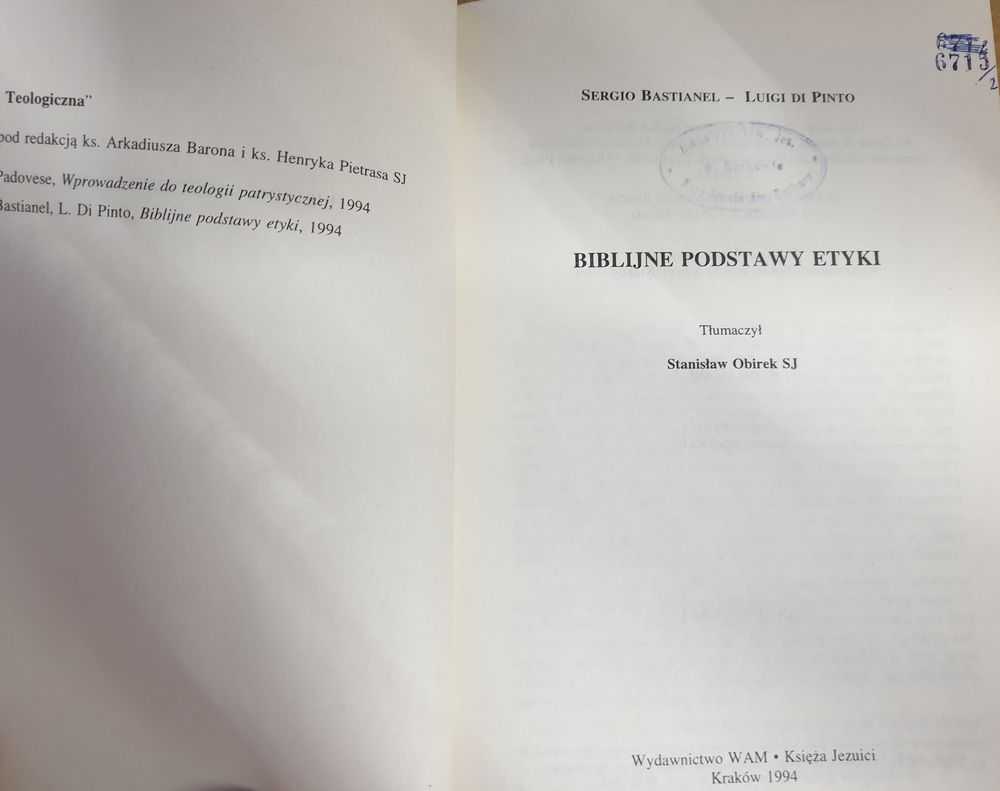 Teologiczna"
pod redakcją ks. Arkadiusza Barona i ks. Henryka Pietrasa SJ
Padovese, Wprowadzenie do teologii patrystycznej, 1994
Bastianel, L. Di Pinto, Biblijne podstawy etyki, 1994
6713/2
SERGIO BASTIANEL – LUIGI DI PINTO
BIBLIJNE PODSTAWY ETYKI
Tłumaczył
Stanisław Obirek SJ
Wydawnictwo WAM • Księża Jezuici
Kraków 1994